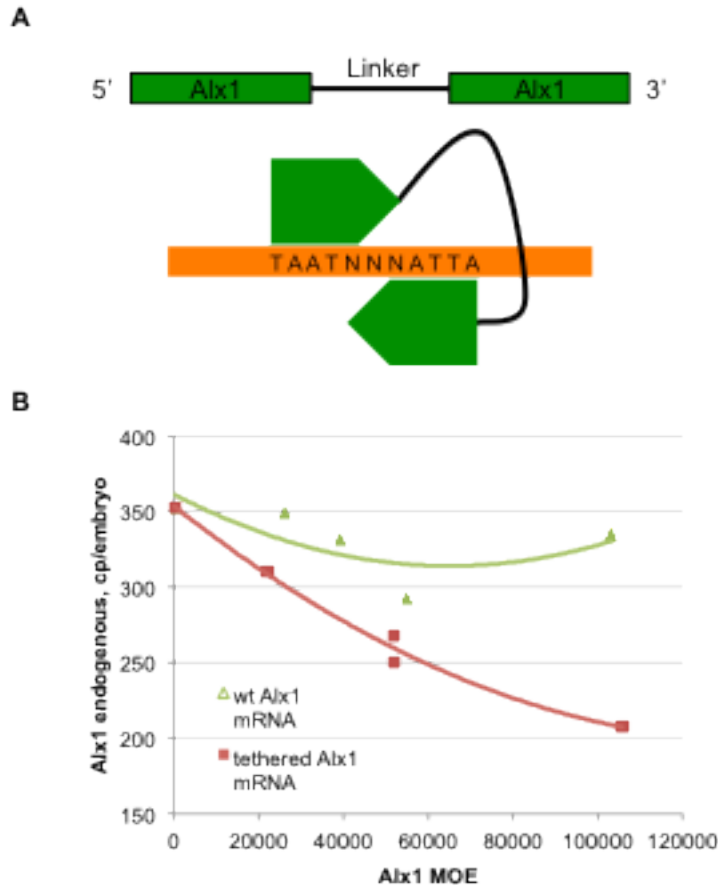 A
Linker
5' Alx1 Alx1 3'
TAATNNNATTA
B
Alx1 endogenous, cp/embryo
400
350
300
250
200
150
wt Alx1
mRNA
tethered Alx1
mRNA
0 20000 40000 60000 80000 100000 120000
Alx1 MOE